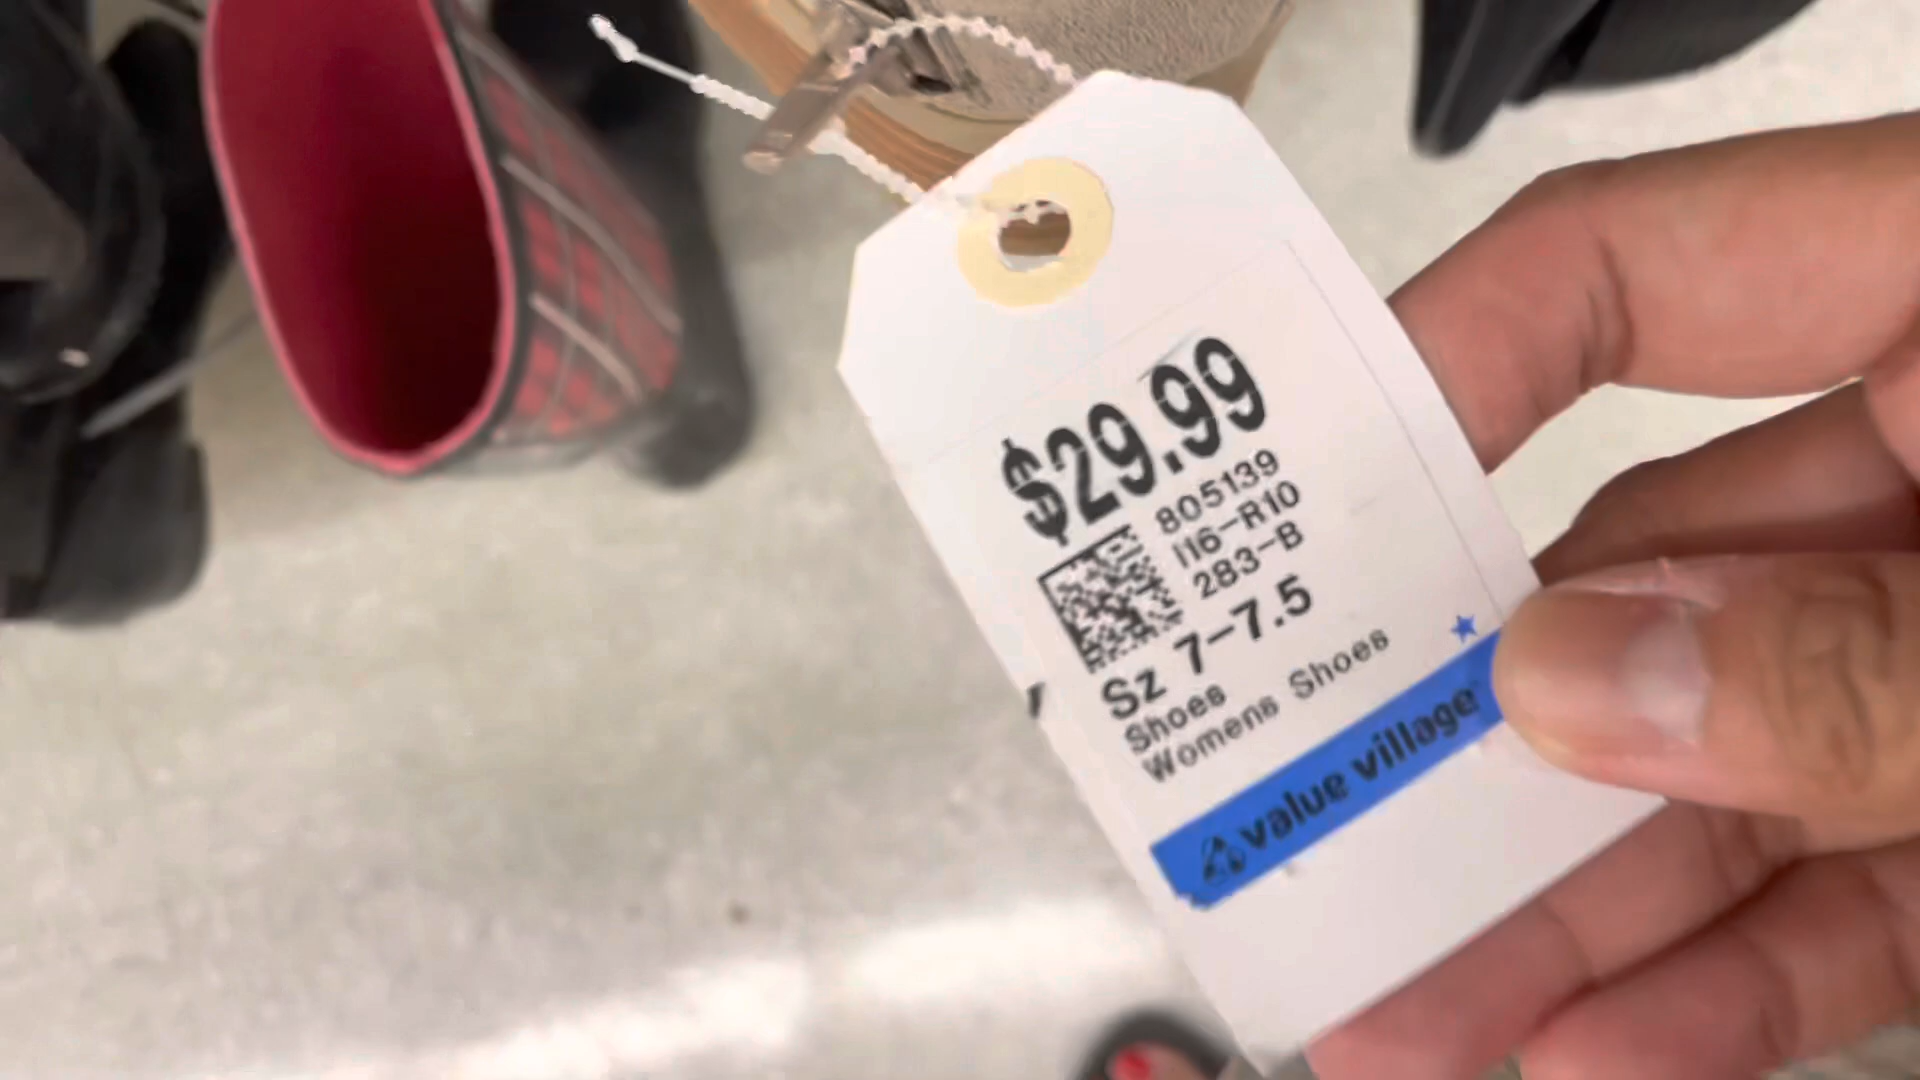 $29.99
805139
I16-R10
283-B
Sz 7-7.5
Shoes
Womens Shoes
value village